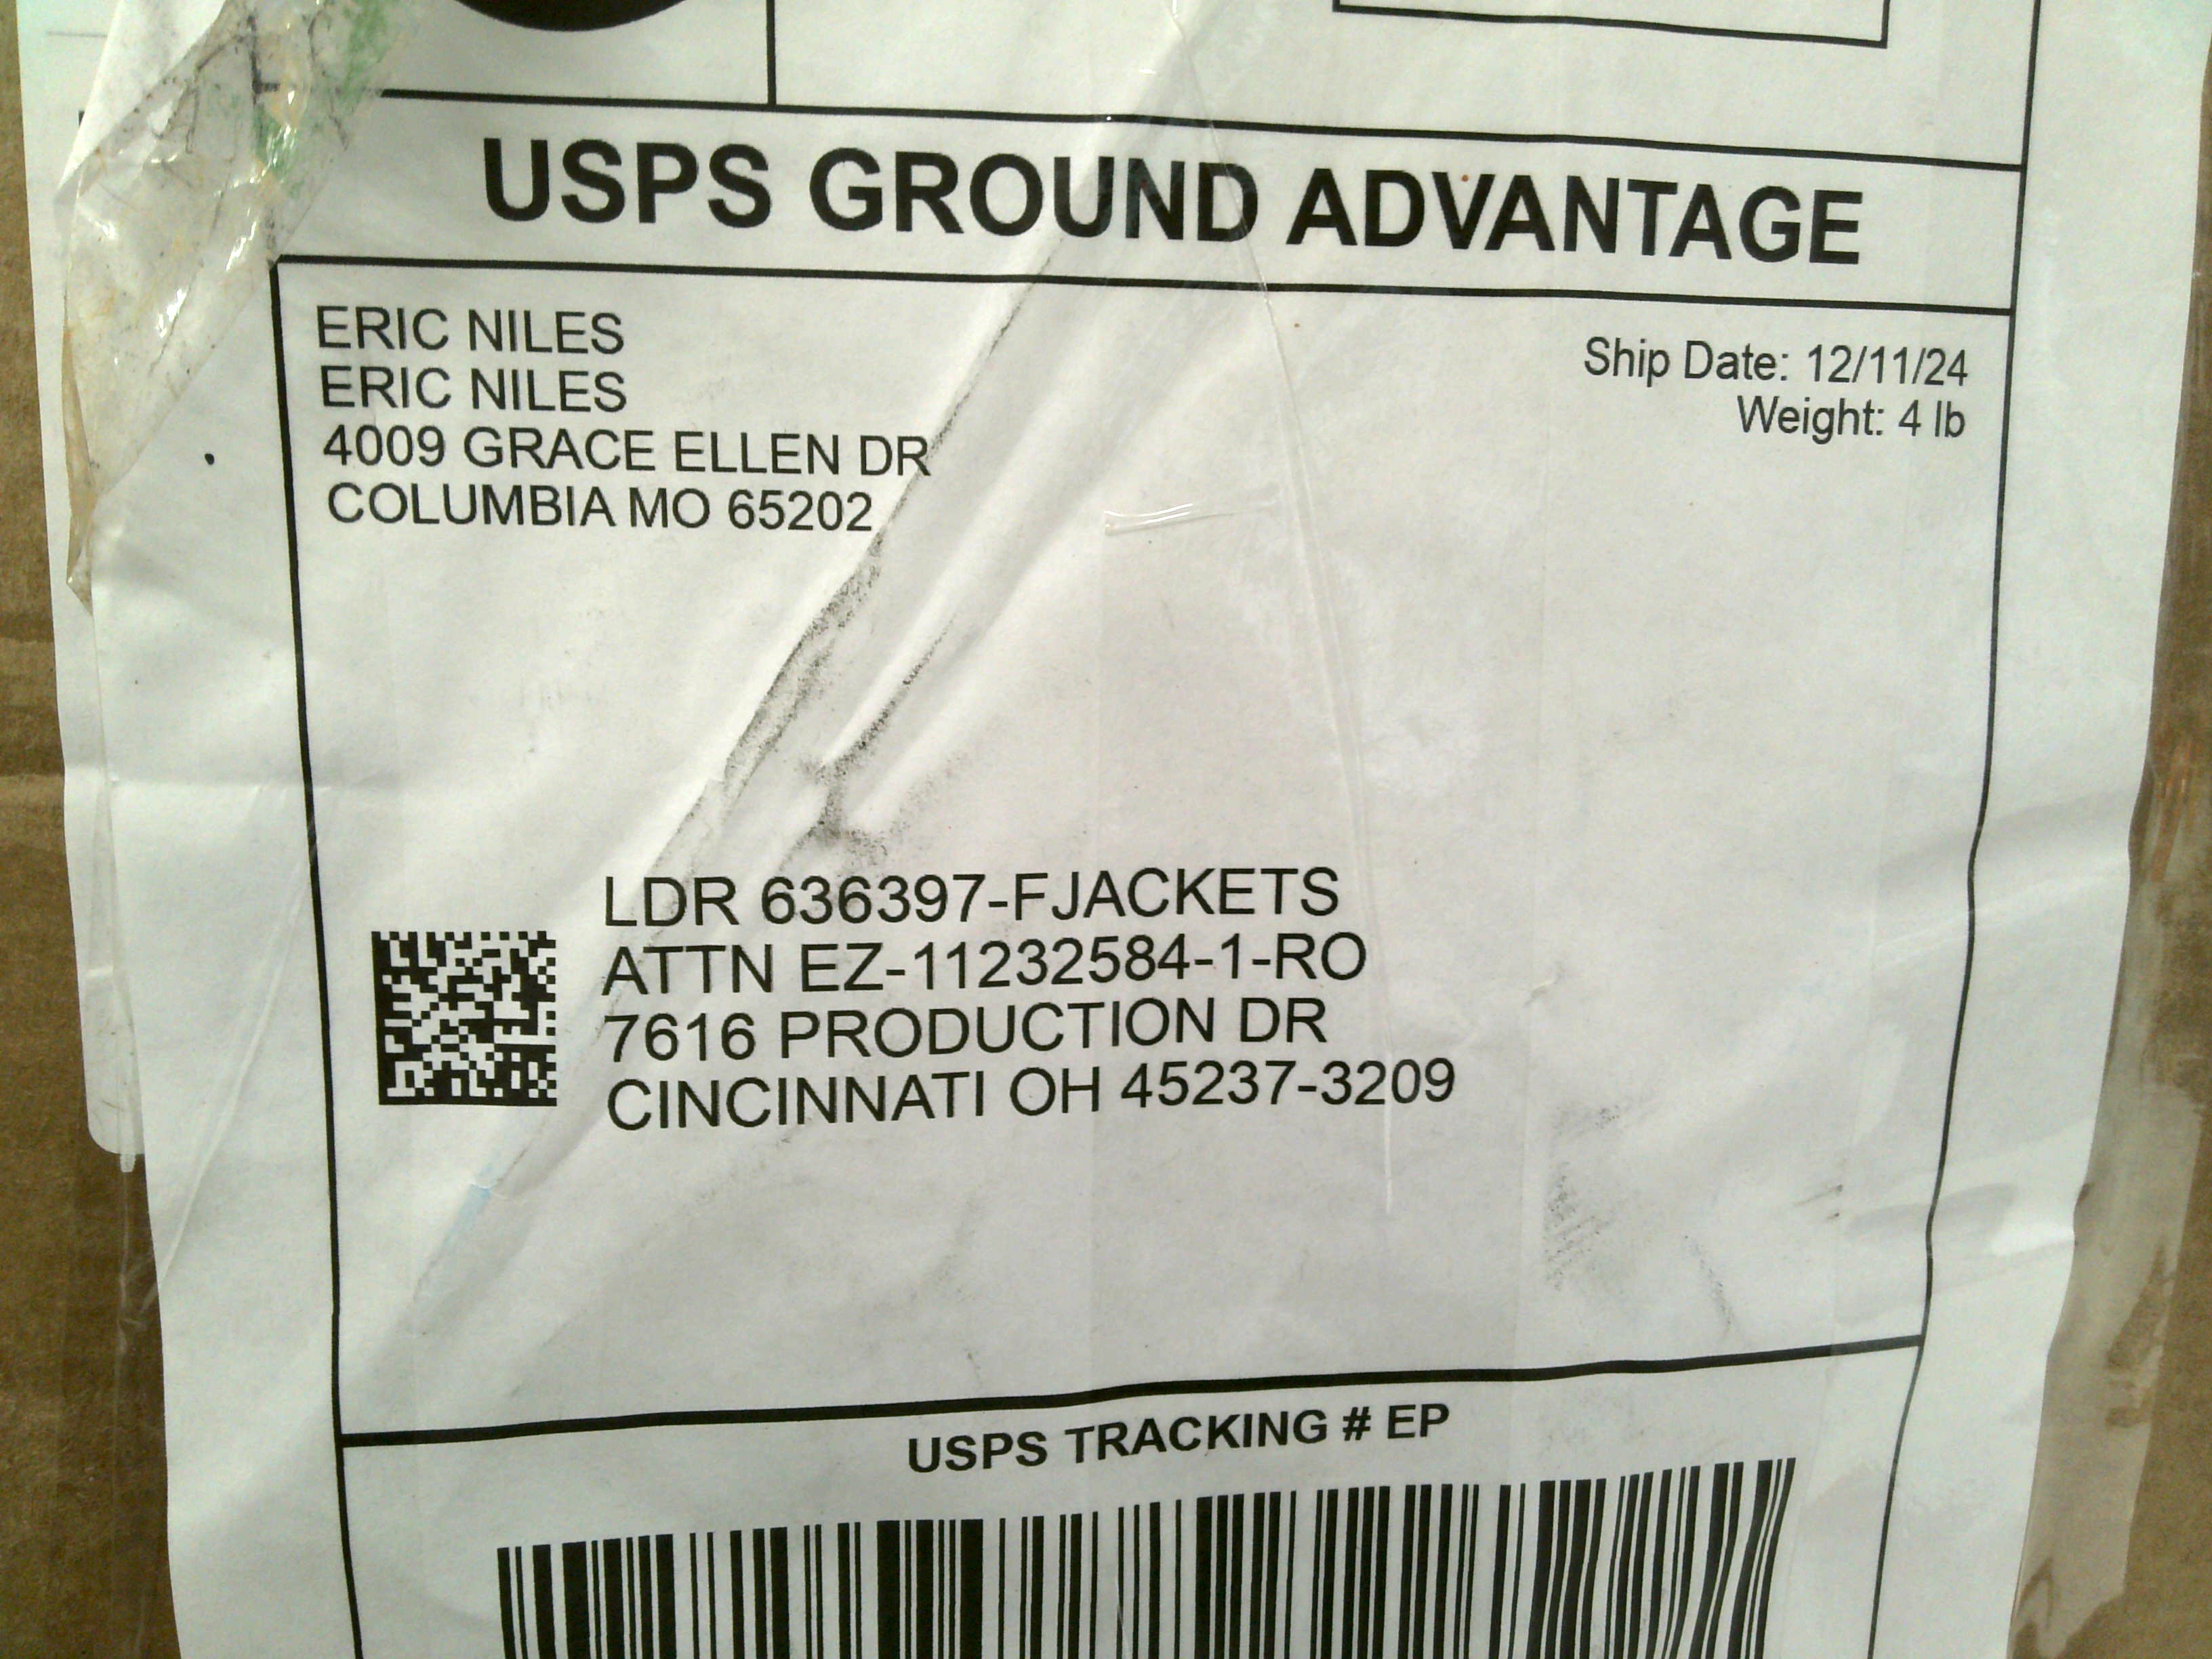 USPS GROUND ADVANTAGE
ERIC NILES
ERIC NILES
4009 GRACE ELLEN DR
COLUMBIA MO 65202
Ship Date: 12/11/24
Weight: 4 lb
LDR 636397-FJACKETS
ATTN EZ-11232584-1-RO
7616 PRODUCTION DR
CINCINNATI OH 45237-3209
USPS TRACKING # EP